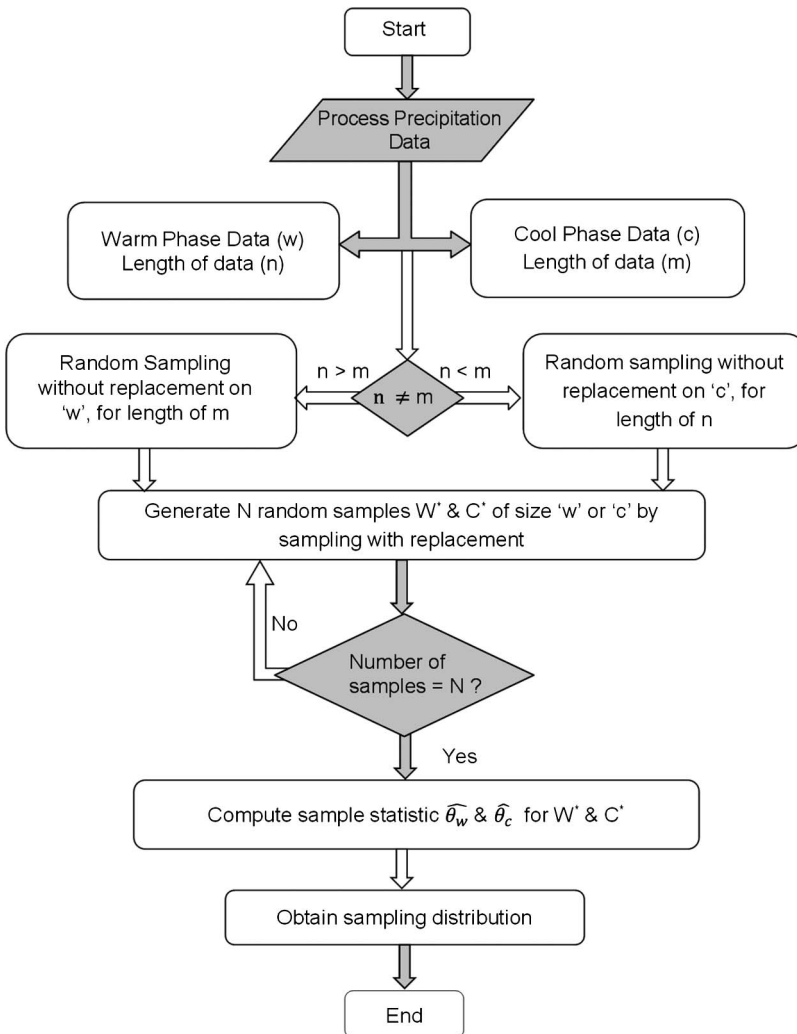 Start
Process Precipitation
Data
Warm Phase Data (w)
Length of data (n)
Cool Phase Data (c)
Length of data (m)
Random Sampling
without replacement on
‘w’, for length of m
n > m
n ≠ m
n < m
Random sampling without
replacement on ‘c’, for
length of n
Generate N random samples W* & C* of size ‘w’ or ‘c’ by
sampling with replacement
No
Number of
samples = N ?
Yes
Compute sample statistic θ̂_w & θ̂_c for W* & C*
Obtain sampling distribution
End